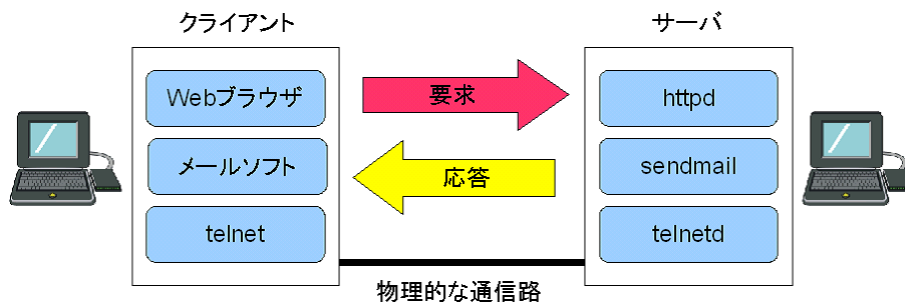 クライアント
サーバ
Webブラウザ
要求
httpd
メールソフト
応答
sendmail
telnet
telnetd
物理的な通信路